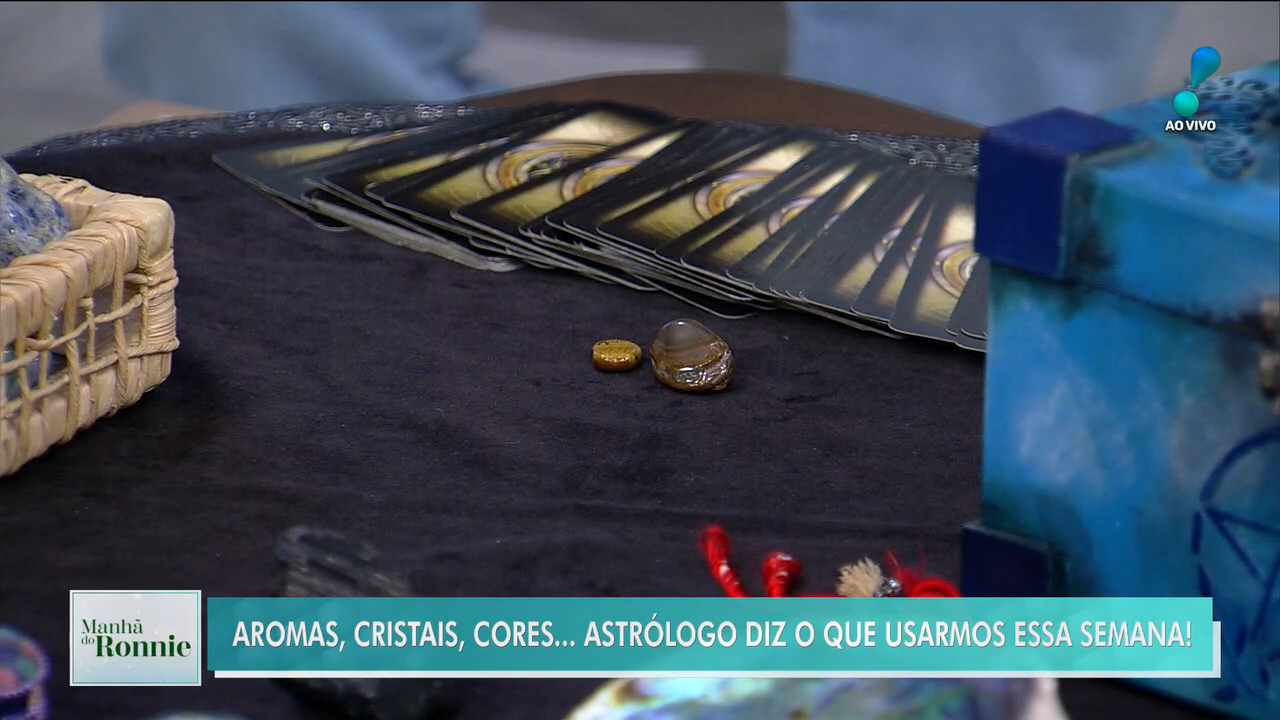 AO VIVO
Manhã
do Ronnie
AROMAS, CRISTAIS, CORES... ASTRÓLOGO DIZ O QUE USARMOS ESSA SEMANA!